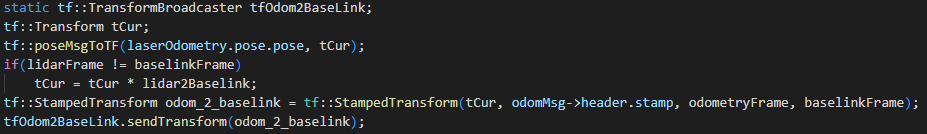 static tf::TransformBroadcaster tfOdom2BaseLink;
tf::Transform tCur;
tf::poseMsgToTF(laserOdometry.pose.pose, tCur);
if(lidarFrame != baselinkFrame)
    tCur = tCur * lidar2Baselink;
tf::StampedTransform odom_2_baselink = tf::StampedTransform(tCur, odomMsg->header.stamp, odometryFrame, baselinkFrame);
tfOdom2BaseLink.sendTransform(odom_2_baselink);